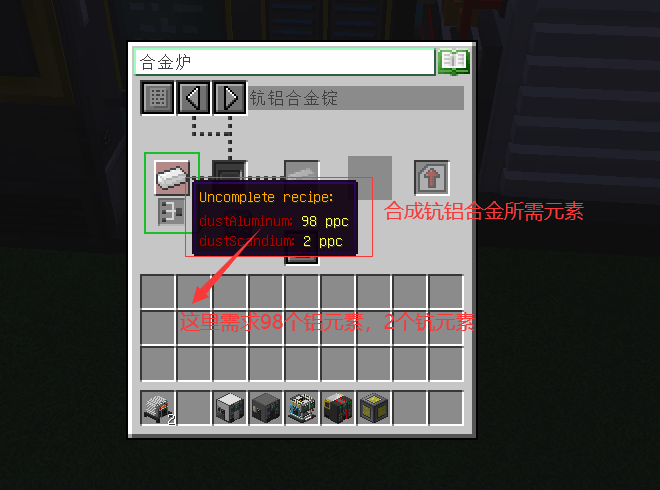 合金炉
钪铝合金锭
Uncomplete recipe:
dustAluminum: 98 ppc
dustScandium: 2 ppc
合成钪铝合金所需元素
这里需求98个铝元素，2个钪元素
2